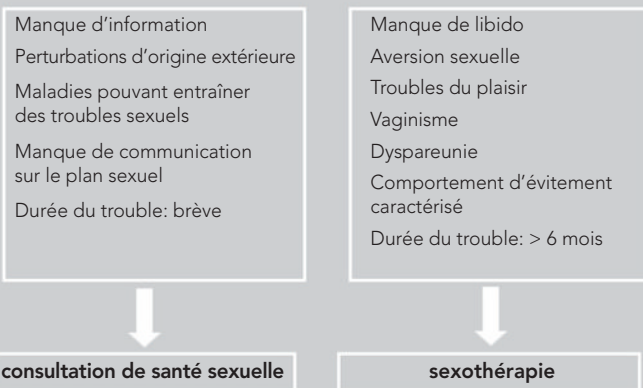 Manque d'information
Perturbations d'origine extérieure
Maladies pouvant entraîner
des troubles sexuels
Manque de communication
sur le plan sexuel
Durée du trouble: brève
consultation de santé sexuelle
Manque de libido
Aversion sexuelle
Troubles du plaisir
Vaginisme
Dyspareunie
Comportement d'évitement
caractérisé
Durée du trouble: > 6 mois
sexothérapie